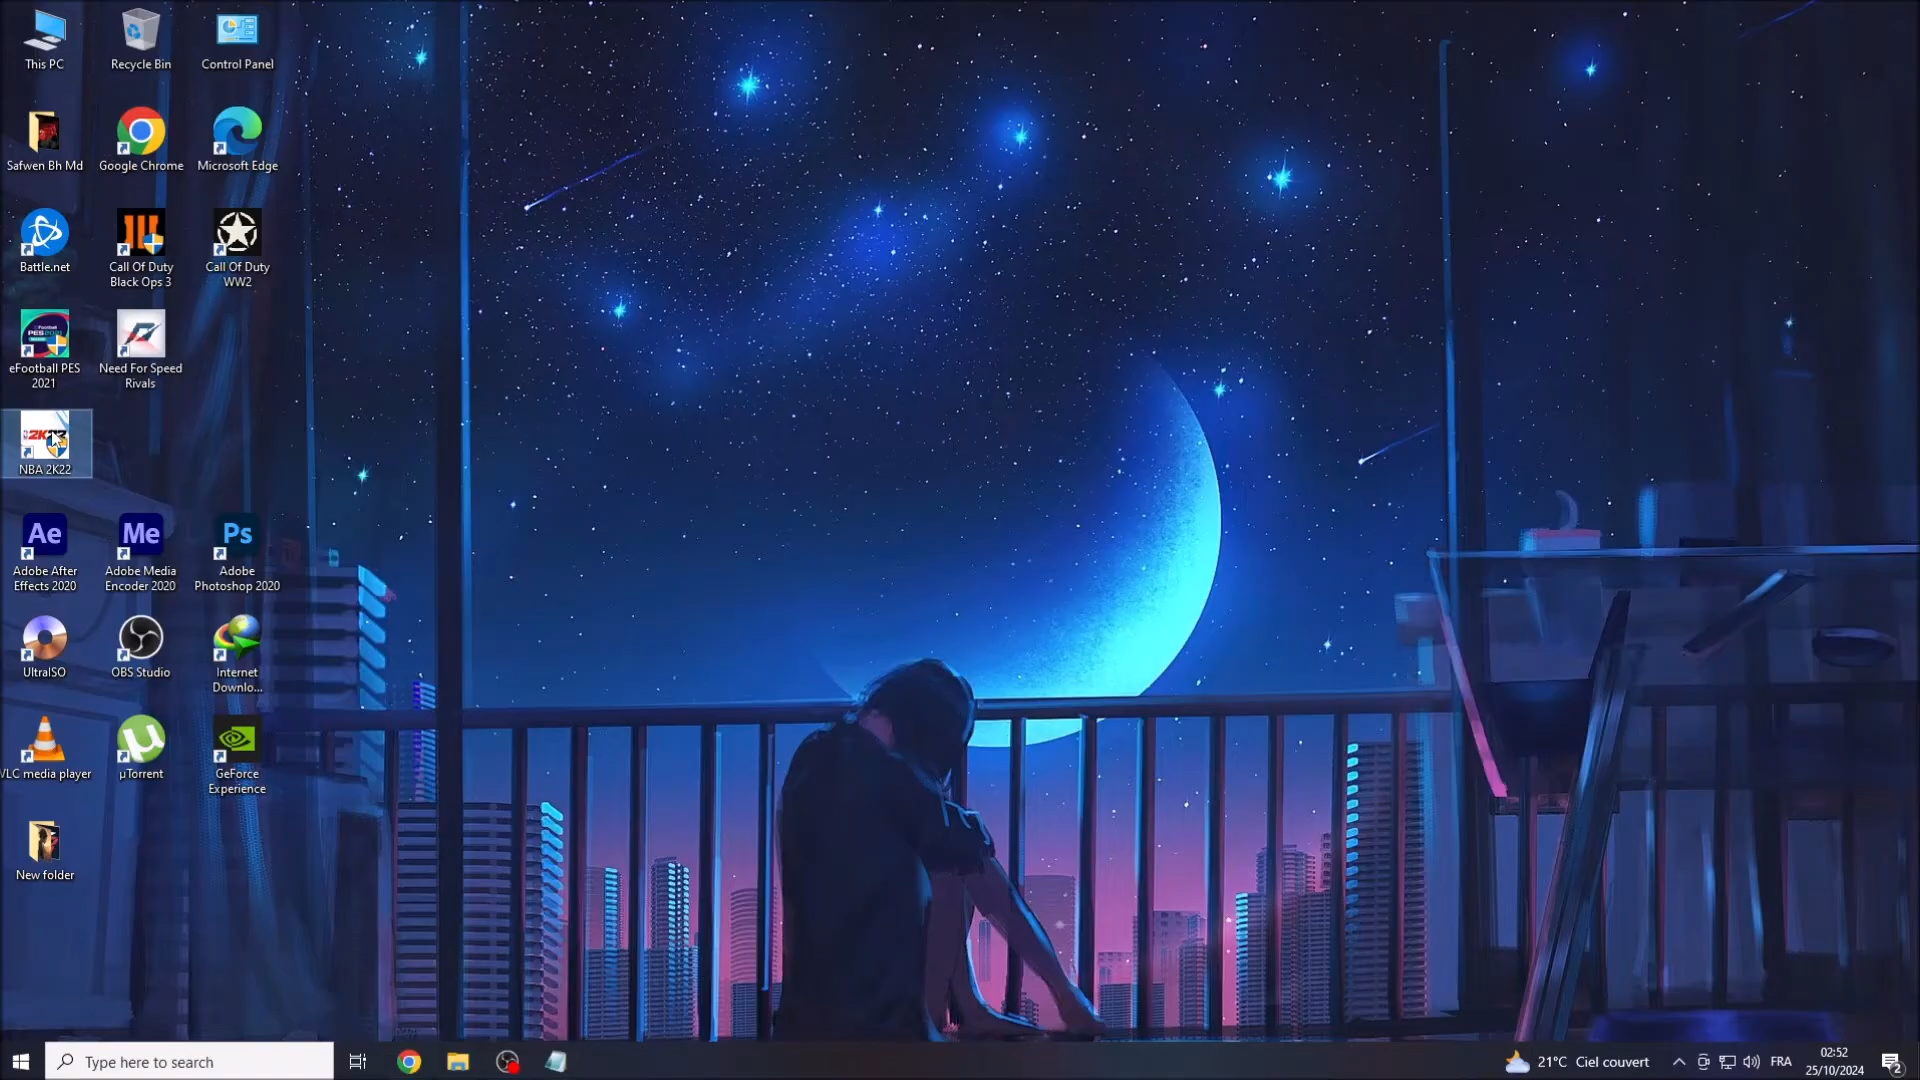 This PC
Recycle Bin
Control Panel
Safwen Bh Md
Google Chrome
Microsoft Edge
Battle.net
Call Of Duty
Black Ops 3
Call Of Duty
WW2
eFootball PES
2021
Need For Speed
Rivals
NBA 2K22
Ae
Me
Ps
Adobe After
Effects 2020
Adobe Media
Encoder 2020
Adobe
Photoshop 2020
UltraISO
OBS Studio
Internet
Downlo...
VLC media player
µTorrent
GeForce
Experience
New folder
Type here to search
21°C Ciel couvert
FRA
02:52
25/10/2024
2